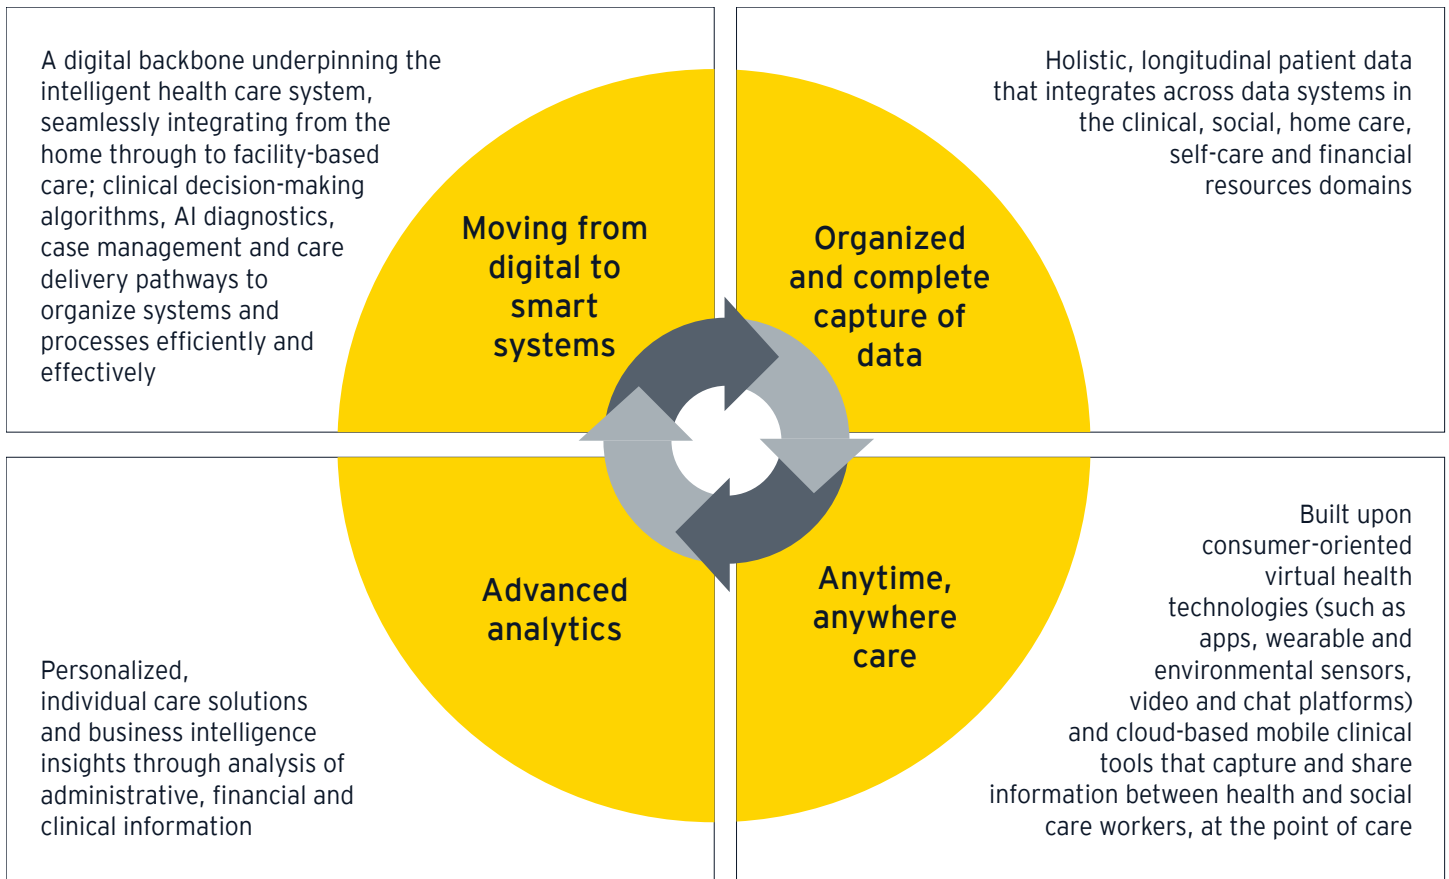 A digital backbone underpinning the
intelligent health care system,
seamlessly integrating from the
home through to facility-based
care; clinical decision-making
algorithms, AI diagnostics,
case management and care
delivery pathways to
organize systems and
processes efficiently and
effectively
Moving from
digital to
smart
systems
Organized
and complete
capture of
data
Holistic, longitudinal patient data
that integrates across data systems in
the clinical, social, home care,
self-care and financial
resources domains
Personalized,
individual care solutions
and business intelligence
insights through analysis of
administrative, financial and
clinical information
Advanced
analytics
Anytime,
anywhere
care
Built upon
consumer-oriented
virtual health
technologies (such as
apps, wearable and
environmental sensors,
video and chat platforms)
and cloud-based mobile clinical
tools that capture and share
information between health and social
care workers, at the point of care